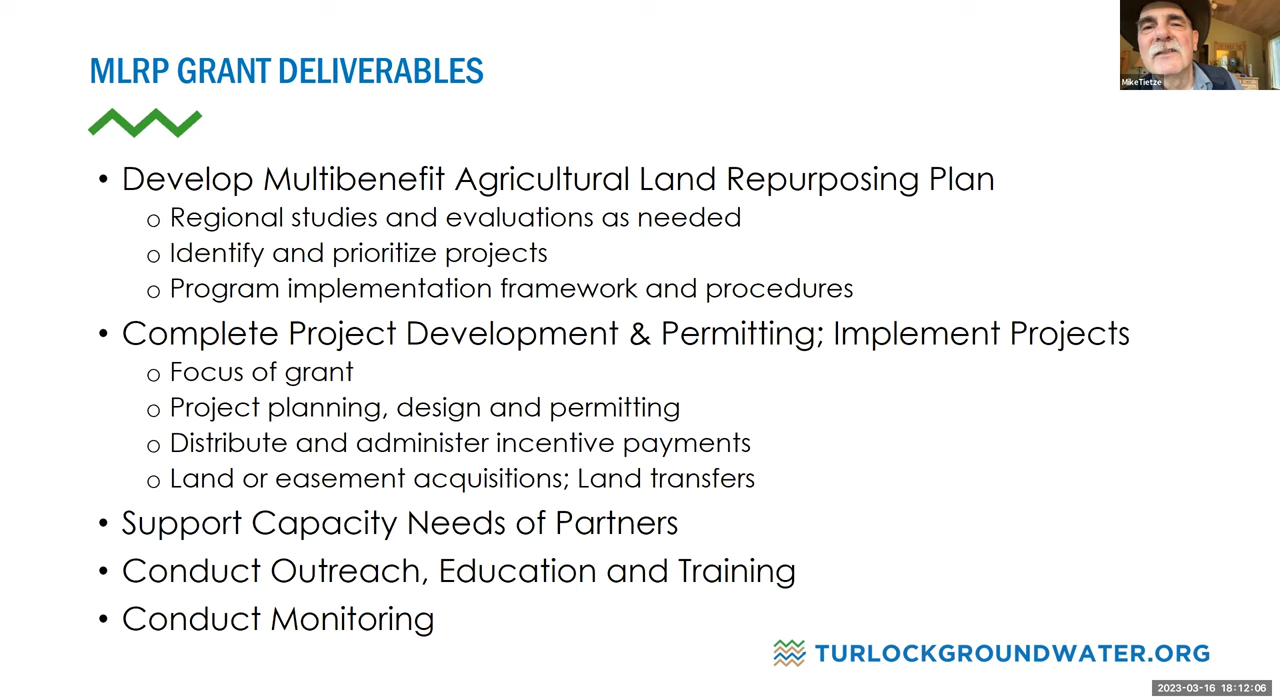 MLRP GRANT DELIVERABLES
MikeTietze
• Develop Multibenefit Agricultural Land Repurposing Plan
o Regional studies and evaluations as needed
o Identify and prioritize projects
o Program implementation framework and procedures
• Complete Project Development & Permitting; Implement Projects
o Focus of grant
o Project planning, design and permitting
o Distribute and administer incentive payments
o Land or easement acquisitions; Land transfers
• Support Capacity Needs of Partners
• Conduct Outreach, Education and Training
• Conduct Monitoring
TURLOCKGROUNDWATER.ORG
2023-03-16 18:12:06